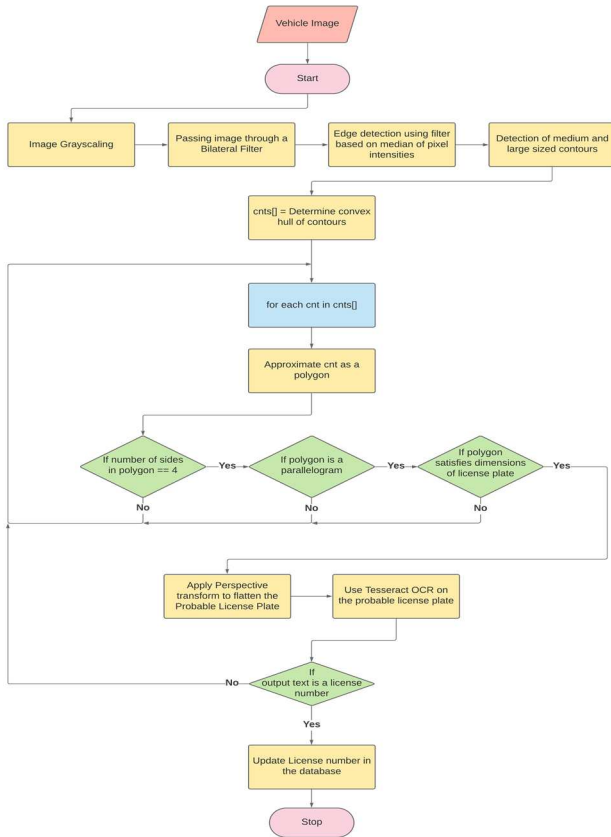 Vehicle Image
Start
Image Grayscaling
Passing image through a
Bilateral Filter
Edge detection using filter
based on median of pixel
intensities
Detection of medium and
large sized contours
cnts[] = Determine convex
hull of contours
for each cnt in cnts[]
Approximate cnt as a
polygon
If number of sides
in polygon == 4
Yes
If polygon is a
parallelogram
Yes
If polygon
satisfies dimensions
of license plate
Yes
No
No
No
Apply Perspective
transform to flatten the
Probable License Plate
Use Tesseract OCR on
the probable license plate
If
output text is a license
number
No
Yes
Update License number in
the database
Stop